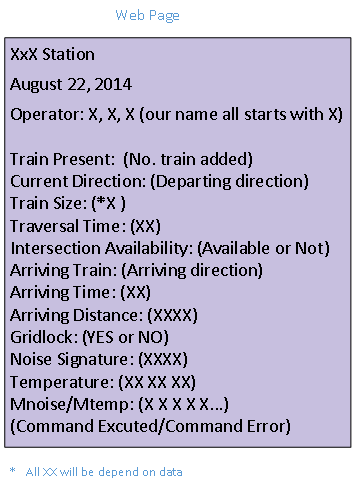 Web Page
XxX Station
August 22, 2014
Operator: X, X, X (our name all starts with X)
Train Present:  (No. train added)
Current Direction: (Departing direction)
Train Size: (*X )
Traversal Time: (XX)
Intersection Availability: (Available or Not)
Arriving Train: (Arriving direction)
Arriving Time: (XX)
Arriving Distance: (XXXX)
Gridlock: (YES or NO)
Noise Signature: (XXXX)
Temperature: (XX XX XX)
Mnoise/Mtemp: (X X X X X...)
(Command Excuted/Command Error)
*   All XX will be depend on data